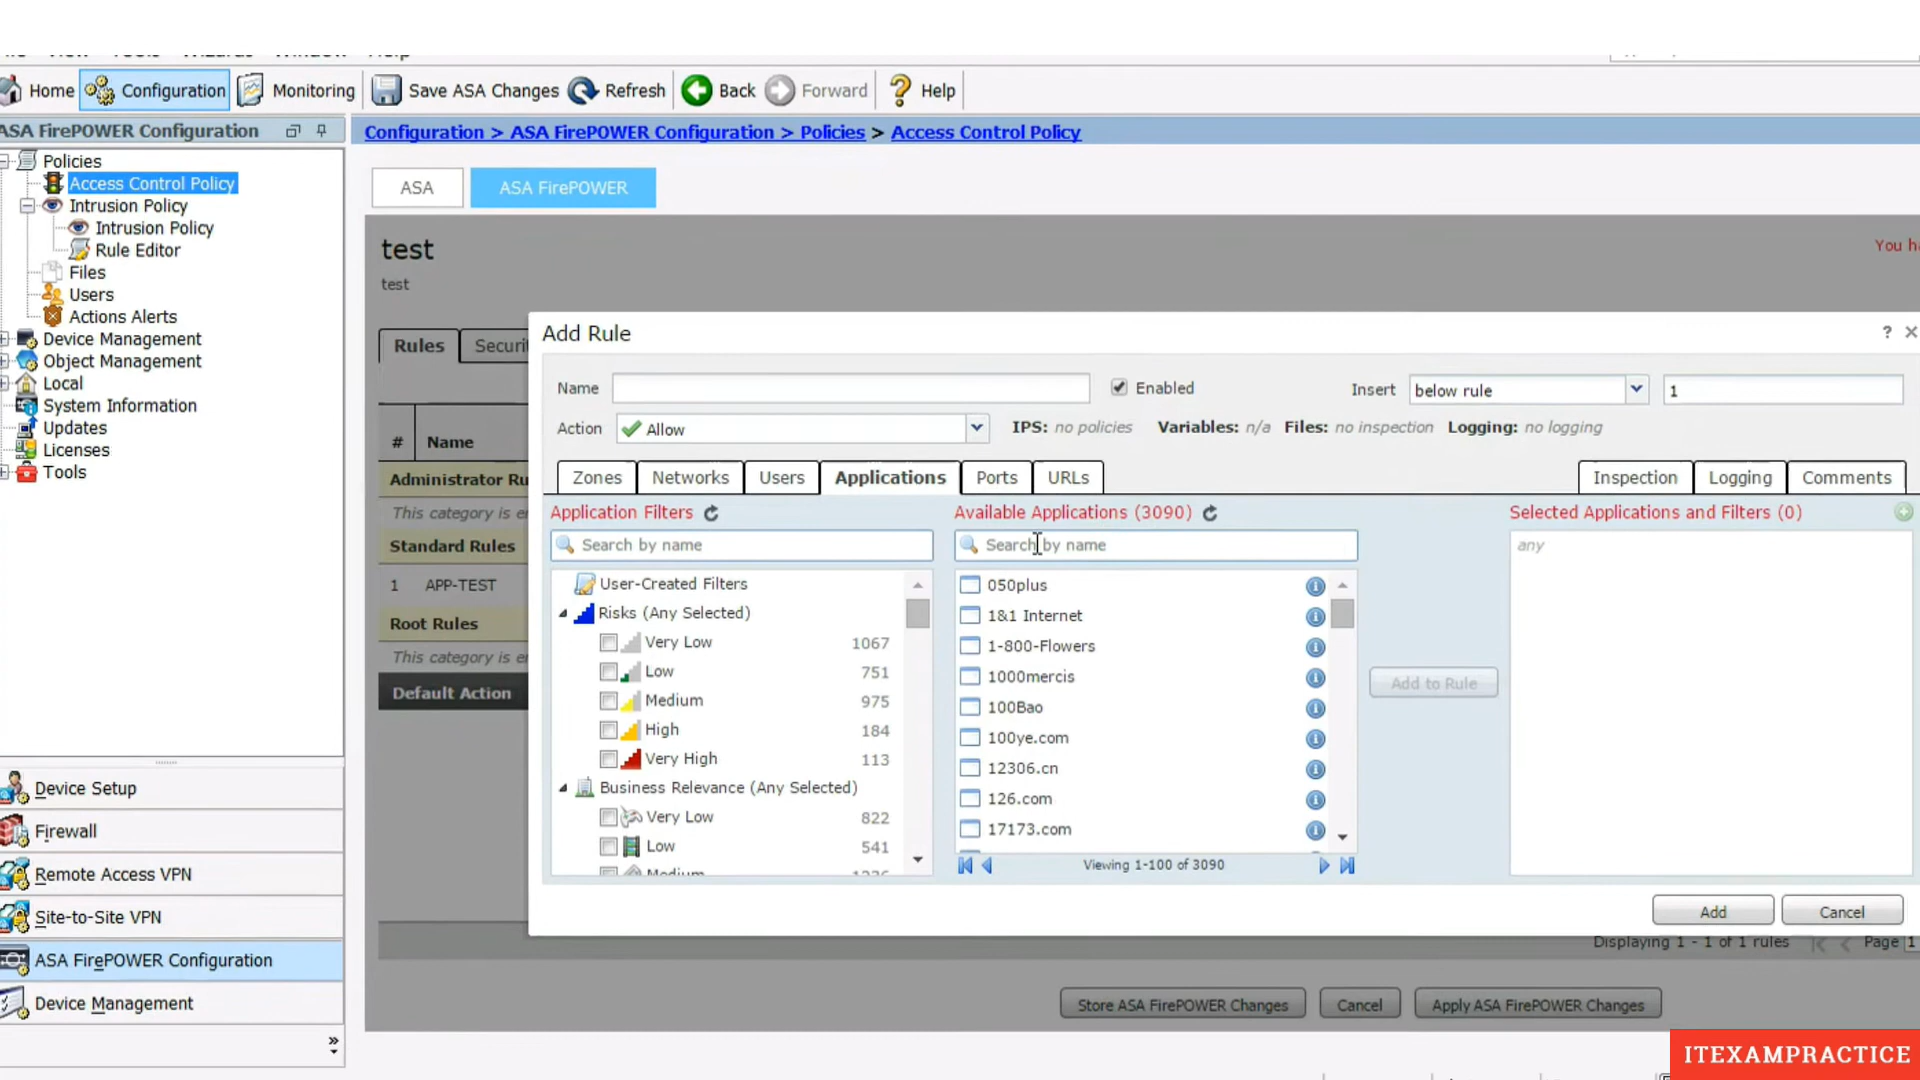 Home Configuration Monitoring Save ASA Changes Refresh Back Forward Help
ASA FirePOWER Configuration
Configuration > ASA FirePOWER Configuration > Policies > Access Control Policy
Policies
Access Control Policy
Intrusion Policy
Intrusion Policy
Rule Editor
Files
Users
Actions Alerts
Device Management
Object Management
Local
System Information
Updates
Licenses
Tools
Device Setup
Firewall
Remote Access VPN
Site-to-Site VPN
ASA FirePOWER Configuration
Device Management
»
ASA ASA FirePOWER
test
You ha
test
Rules Securi
# Name
Administrator Ru
This category is e
Standard Rules
1 APP-TEST
Root Rules
This category is e
Default Action
Add Rule
? ×
Name Enabled Insert below rule 1
Action Allow IPS: no policies Variables: n/a Files: no inspection Logging: no logging
Zones Networks Users Applications Ports URLs Inspection Logging Comments
Application Filters
Search by name
User-Created Filters
Risks (Any Selected)
Very Low 1067
Low 751
Medium 975
High 184
Very High 113
Business Relevance (Any Selected)
Very Low 822
Low 541
Medium
Available Applications (3090)
Search by name
050plus
1&1 Internet
1-800-Flowers
1000mercis
100Bao
100ye.com
12306.cn
126.com
17173.com
Viewing 1-100 of 3090
Add to Rule
Selected Applications and Filters (0)
any
Add Cancel
Displaying 1 - 1 of 1 rules Page 1
Store ASA FirePOWER Changes Cancel Apply ASA FirePOWER Changes
ITEXAMPRACTICE